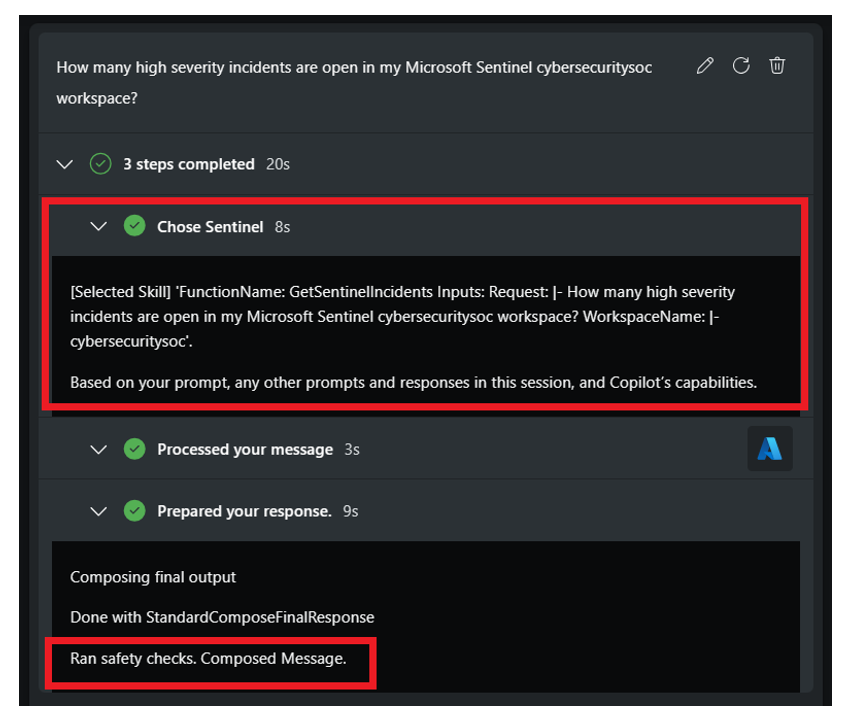 How many high severity incidents are open in my Microsoft Sentinel cybersecuritysoc
workspace?
3 steps completed 20s
Chose Sentinel 8s
[Selected Skill] 'FunctionName: GetSentinelIncidents Inputs: Request: |- How many high severity
incidents are open in my Microsoft Sentinel cybersecuritysoc workspace? WorkspaceName: |-
cybersecuritysoc'.
Based on your prompt, any other prompts and responses in this session, and Copilot's capabilities.
Processed your message 3s
Prepared your response. 9s
Composing final output
Done with StandardComposeFinalResponse
Ran safety checks. Composed Message.